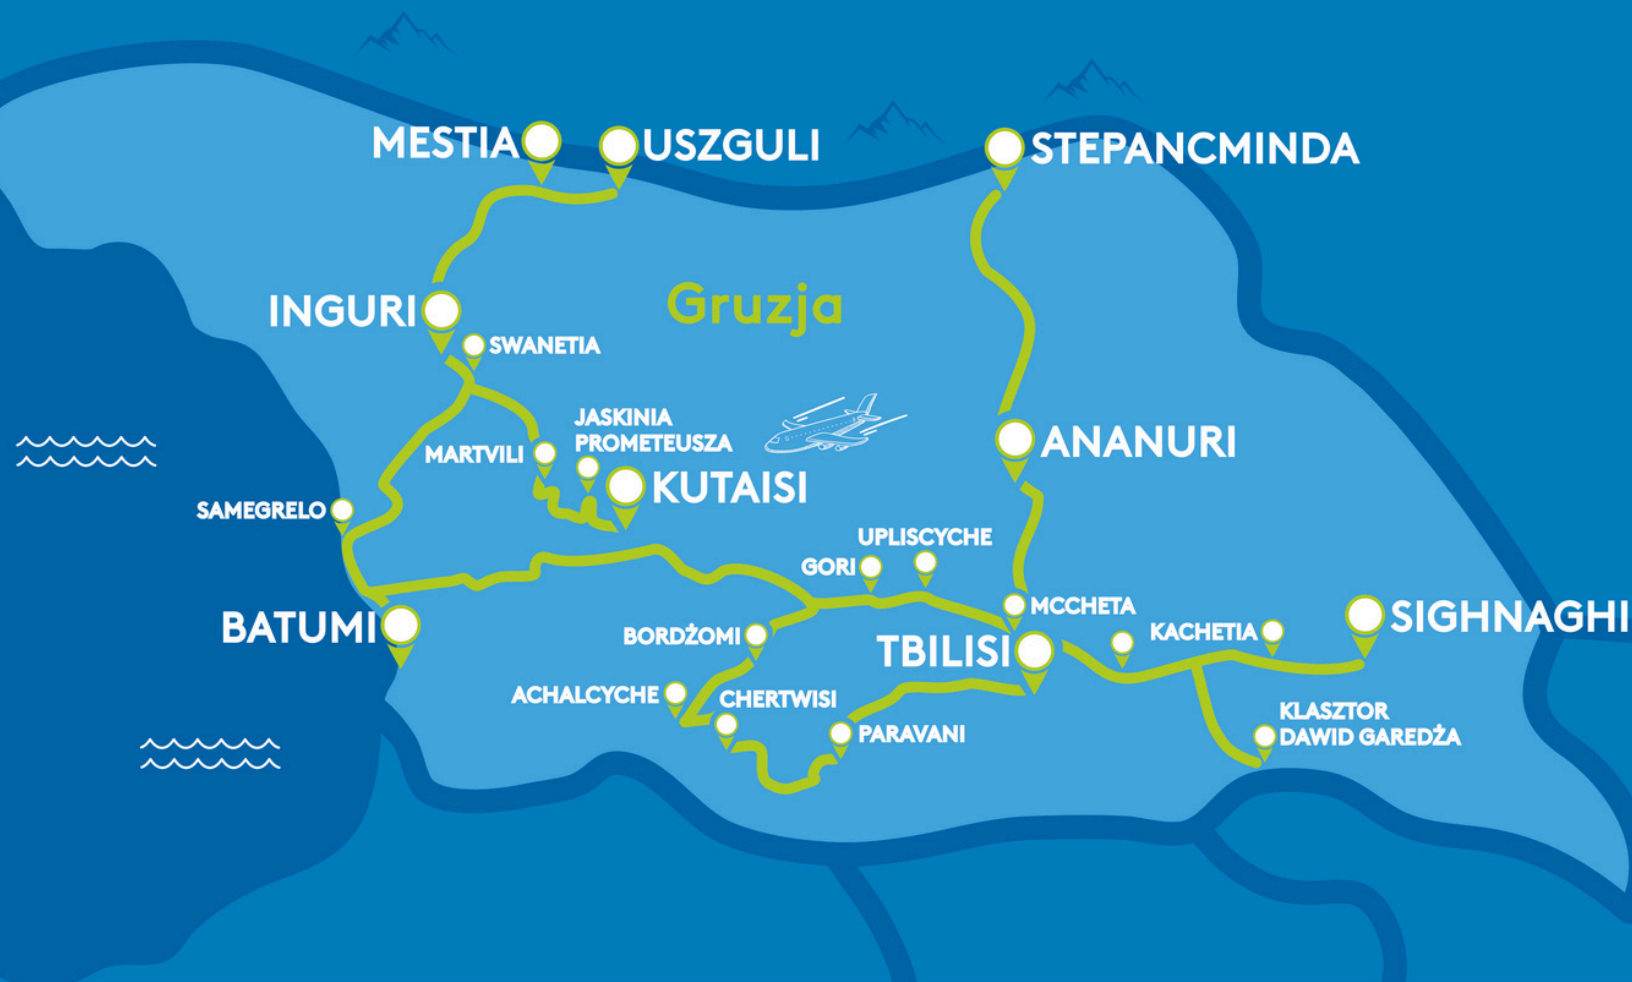 MESTIA
USZGULI
STEPANCMINDA
INGURI
Gruzja
SWANETIA
JASKINIA
PROMETEUSZA
MARTVILI
ANANURI
KUTAISI
SAMEGRELO
UPLISCYCHE
GORI
MCCHETA
BATUMI
BORDŻOMI
TBILISI
KACHETIA
SIGHNAGHI
ACHALCYCHE
CHERTWISI
PARAVANI
KLASZTOR
DAWID GAREDŻA